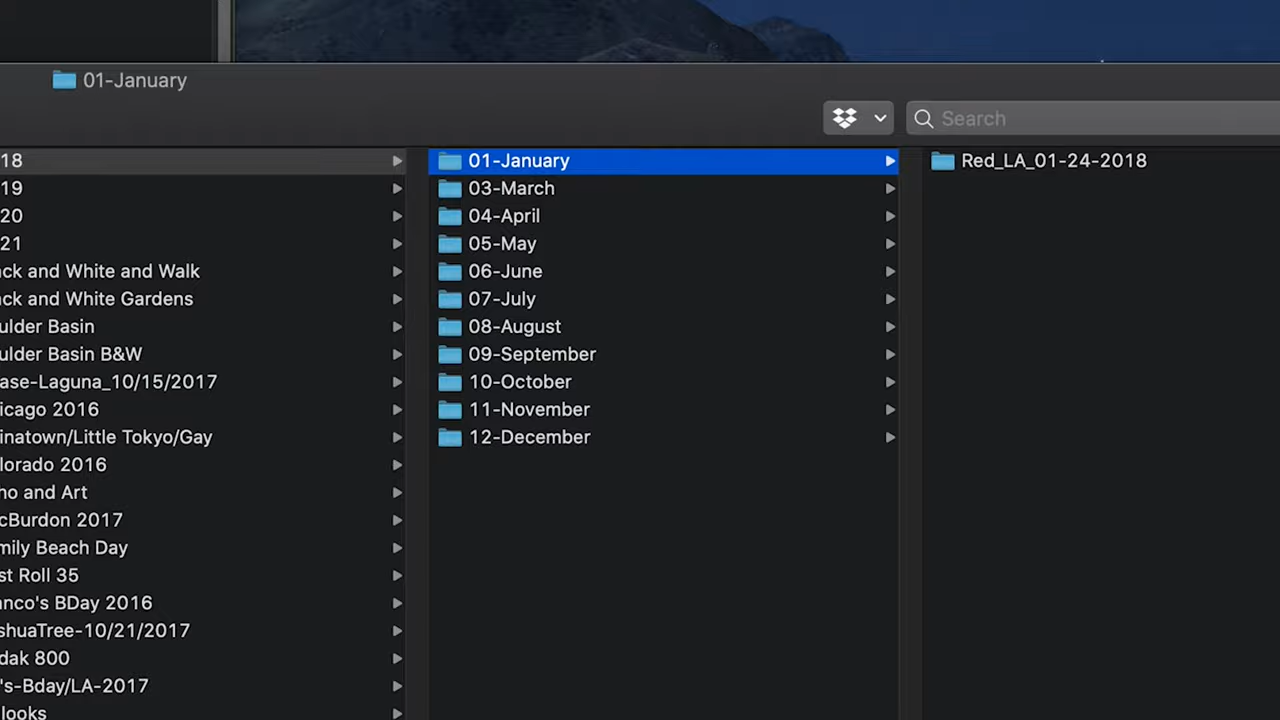 01-January
Search
18
19
20
21
ck and White and Walk
ck and White Gardens
ulder Basin
ulder Basin B&W
ase-Laguna_10/15/2017
icago 2016
inatown/Little Tokyo/Gay
lorado 2016
ho and Art
cBurdon 2017
mily Beach Day
st Roll 35
anco's BDay 2016
shuaTree-10/21/2017
dak 800
's-Bday/LA-2017
looks
01-January
03-March
04-April
05-May
06-June
07-July
08-August
09-September
10-October
11-November
12-December
Red_LA_01-24-2018